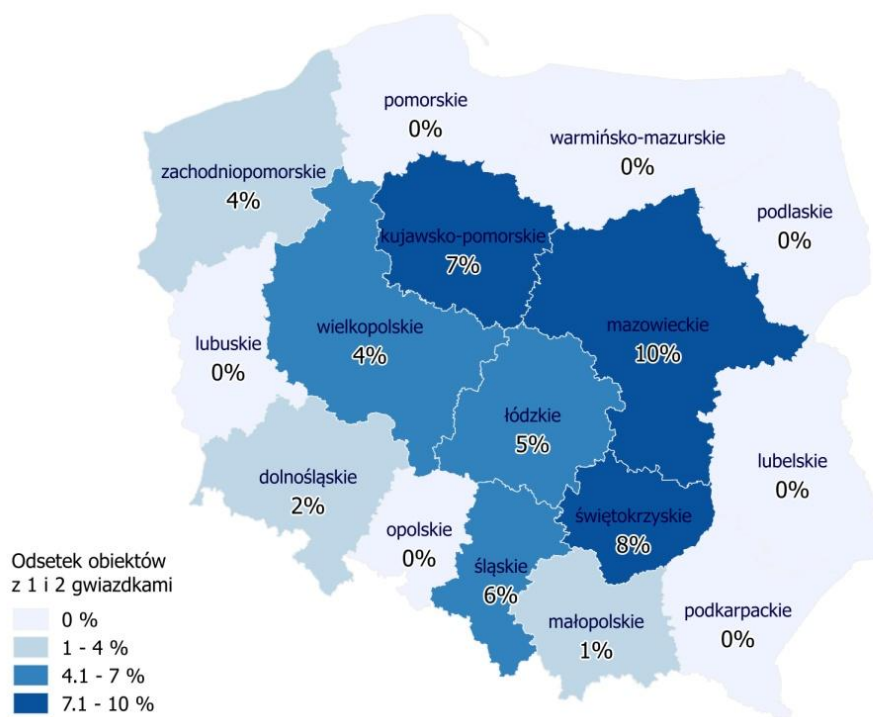 pomorskie
0%
warmińsko-mazurskie
0%
zachodniopomorskie
4%
podlaskie
0%
kujawsko-pomorskie
7%
wielkopolskie
4%
mazowieckie
10%
lubuskie
0%
łódzkie
5%
lubelskie
0%
dolnośląskie
2%
opolskie
0%
świętokrzyskie
8%
śląskie
6%
małopolskie
1%
podkarpackie
0%
Odsetek obiektów
z 1 i 2 gwiazdkami
0 %
1 - 4 %
4.1 - 7 %
7.1 - 10 %